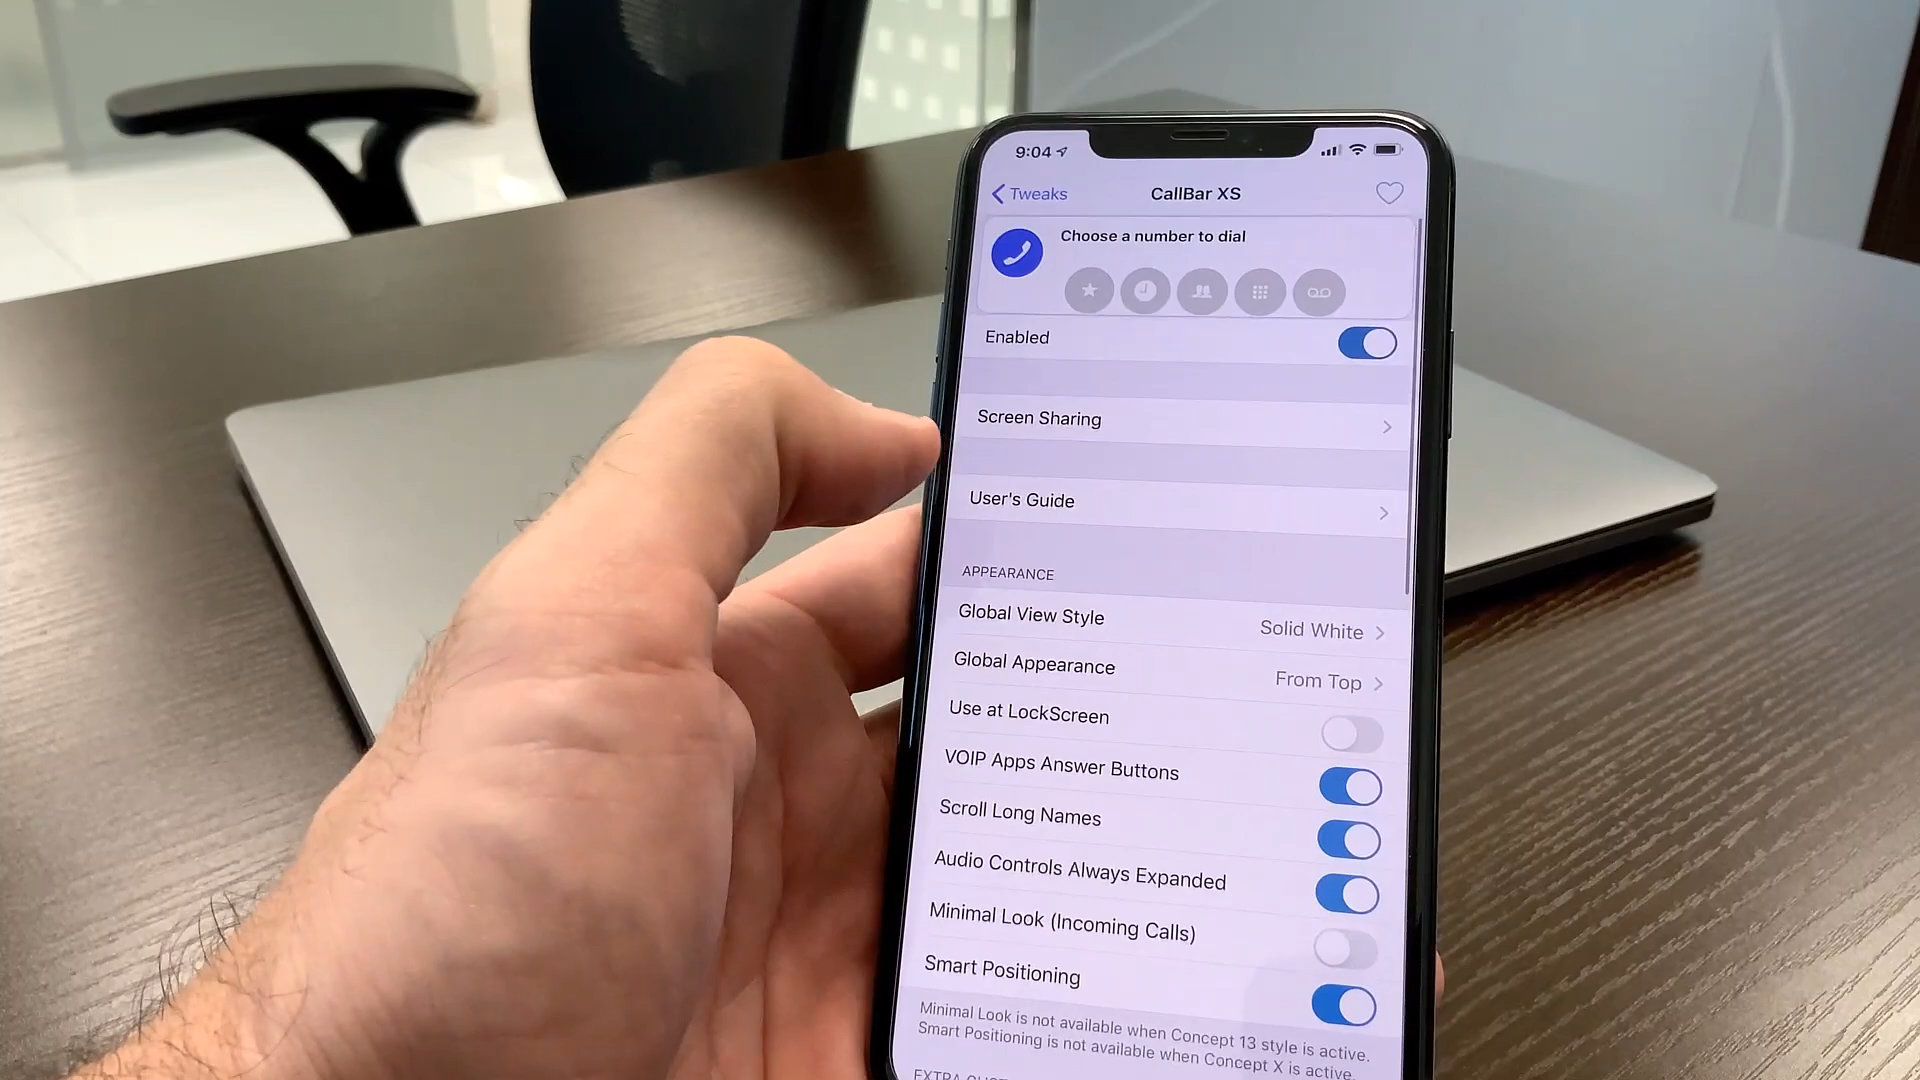 9:04
Tweaks
CallBar XS
Choose a number to dial
Enabled
Screen Sharing
User's Guide
APPEARANCE
Global View Style
Solid White
Global Appearance
From Top
Use at LockScreen
VOIP Apps Answer Buttons
Scroll Long Names
Audio Controls Always Expanded
Minimal Look (Incoming Calls)
Smart Positioning
Minimal Look is not available when Concept 13 style is active.
Smart Positioning is not available when Concept X is active.